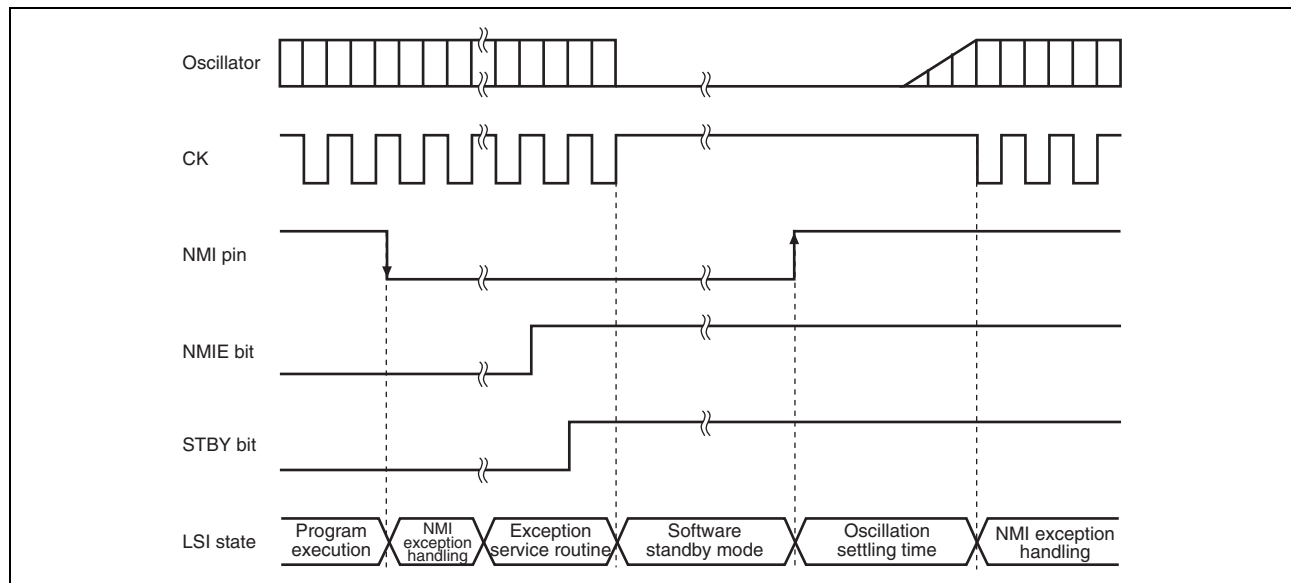 Oscillator
CK
NMI pin
NMIE bit
STBY bit
LSI state
Program
execution
NMI
exception
handling
Exception
service routine
Software
standby mode
Oscillation
settling time
NMI exception
handling